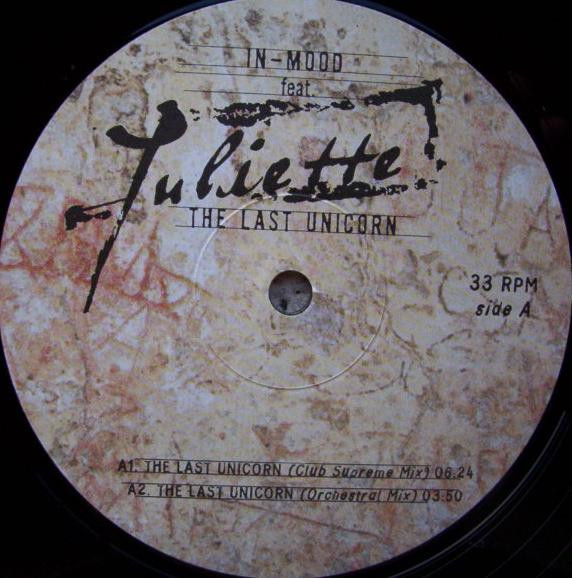 IN-MOOD
feat.
Juliette
THE LAST UNICORN
33 RPM
side A
A1. THE LAST UNICORN (Club Supreme Mix) 06.24
A2. THE LAST UNICORN (Orchestral Mix) 03.50